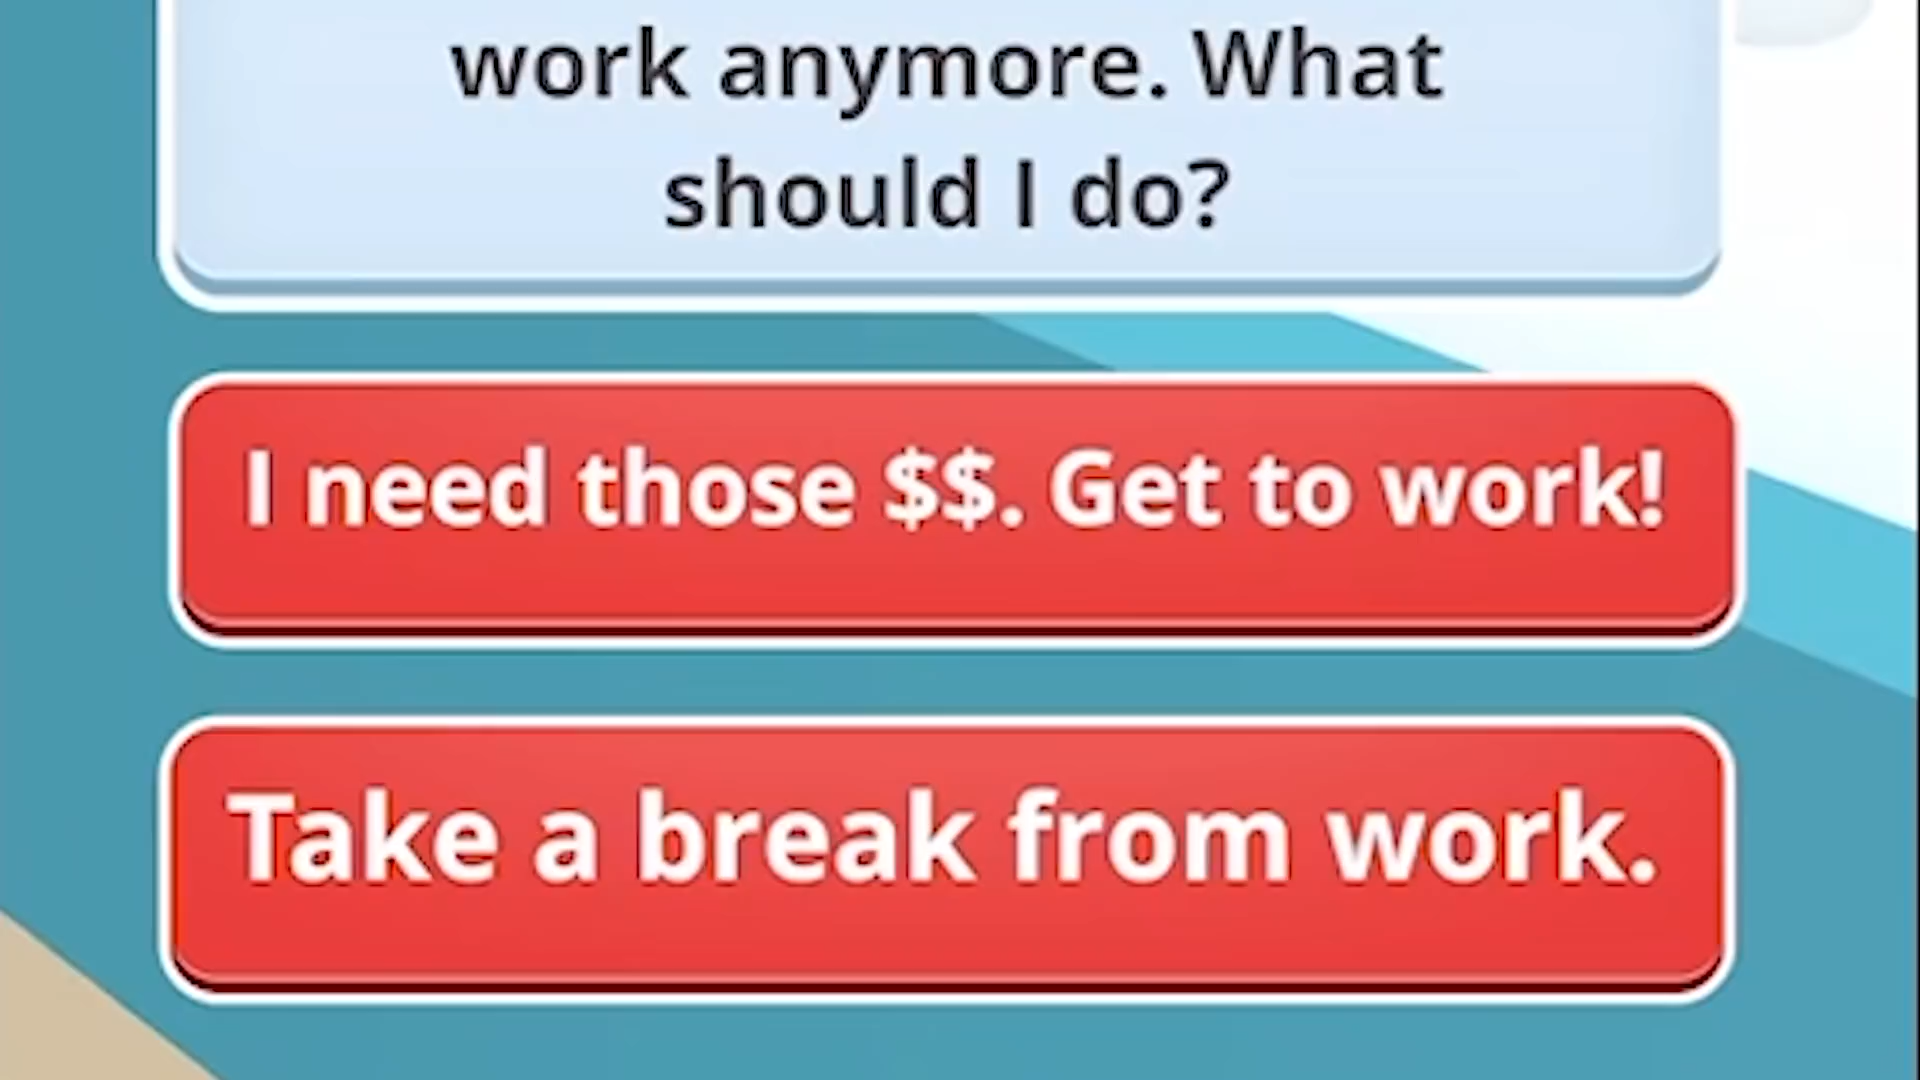 work anymore. What
should I do?
I need those $$. Get to work!
Take a break from work.